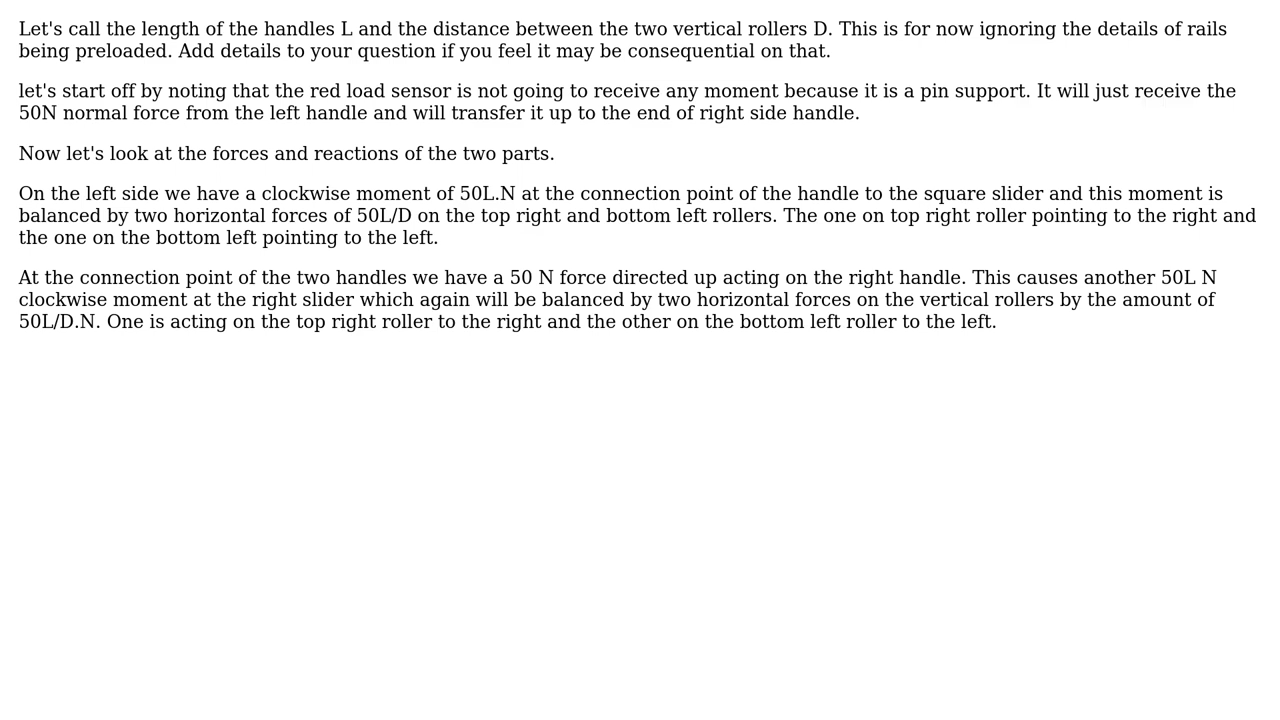 Let's call the length of the handles L and the distance between the two vertical rollers D. This is for now ignoring the details of rails
being preloaded. Add details to your question if you feel it may be consequential on that.
let's start off by noting that the red load sensor is not going to receive any moment because it is a pin support. It will just receive the
50N normal force from the left handle and will transfer it up to the end of right side handle.
Now let's look at the forces and reactions of the two parts.
On the left side we have a clockwise moment of 50L.N at the connection point of the handle to the square slider and this moment is
balanced by two horizontal forces of 50L/D on the top right and bottom left rollers. The one on top right roller pointing to the right and
the one on the bottom left pointing to the left.
At the connection point of the two handles we have a 50 N force directed up acting on the right handle. This causes another 50L N
clockwise moment at the right slider which again will be balanced by two horizontal forces on the vertical rollers by the amount of
50L/D.N. One is acting on the top right roller to the right and the other on the bottom left roller to the left.